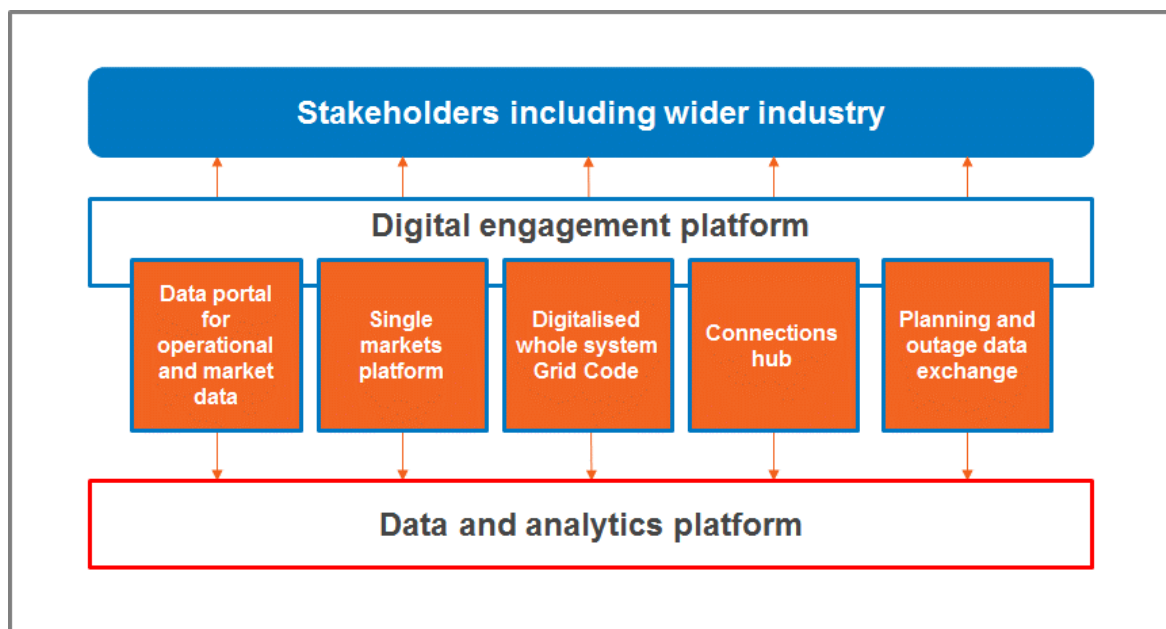 Stakeholders including wider industry
Digital engagement platform
Data portal
for
operational
and market
data
Single
markets
platform
Digitalised
whole system
Grid Code
Connections
hub
Planning and
outage data
exchange
Data and analytics platform